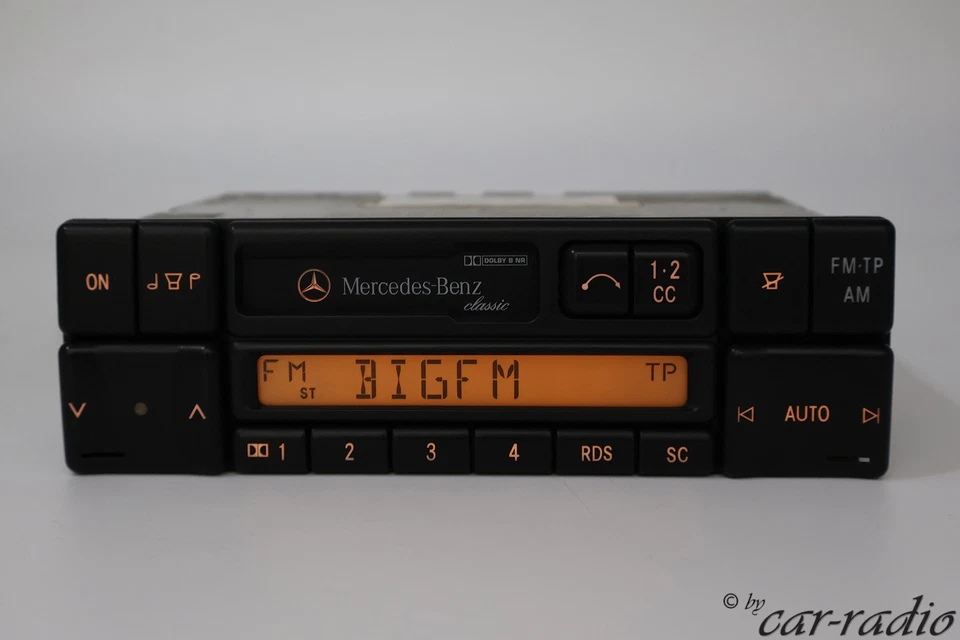 DOLBY B NR
Mercedes-Benz
classic
ON
1·2
CC
FM·TP
AM
FM
ST
BIGFM
TP
AUTO
1
2
3
4
RDS
SC
© by
car-radio